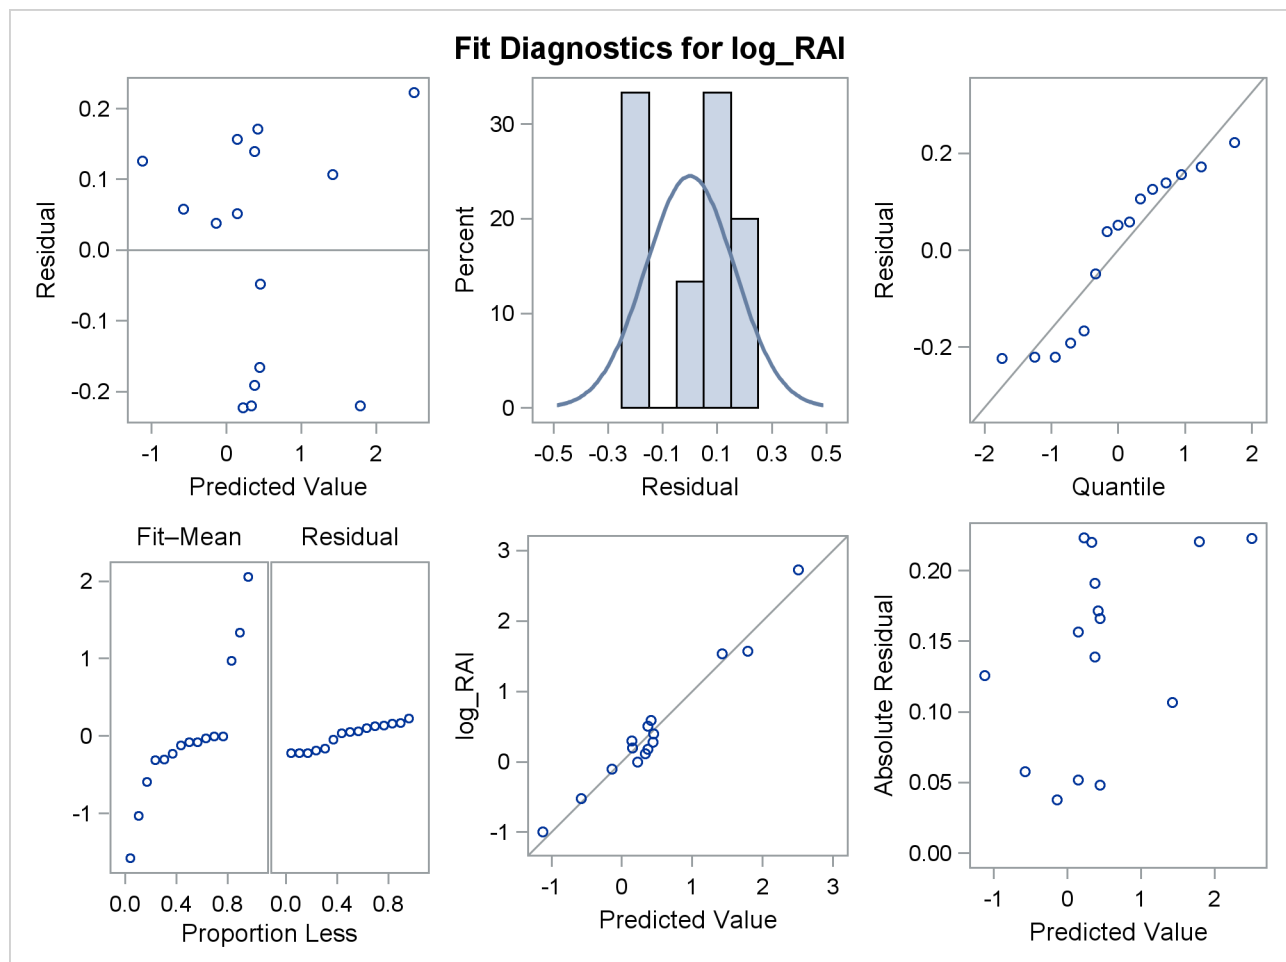 Fit Diagnostics for log_RAI
Residual
0.2
0.1
0.0
-0.1
-0.2
-1 0 1 2
Predicted Value
Percent
30
20
10
0
-0.5 -0.3 -0.1 0.1 0.3 0.5
Residual
Residual
0.2
0.0
-0.2
-2 -1 0 1 2
Quantile
Fit–Mean Residual
2
1
0
-1
0.0 0.4 0.8 0.0 0.4 0.8
Proportion Less
log_RAI
3
2
1
0
-1
-1 0 1 2 3
Predicted Value
Absolute Residual
0.20
0.15
0.10
0.05
0.00
-1 0 1 2
Predicted Value